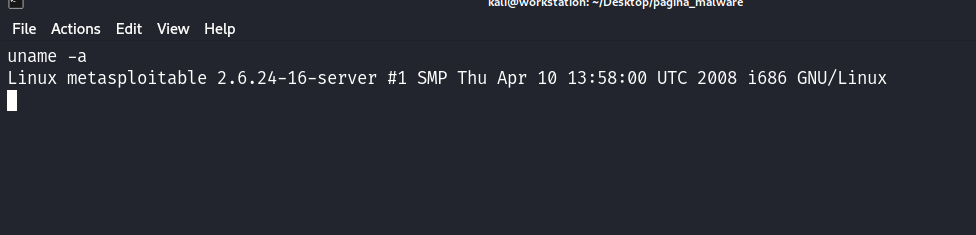 kali@workstation: ~/Desktop/pagina_malware
File Actions Edit View Help
uname -a
Linux metasploitable 2.6.24-16-server #1 SMP Thu Apr 10 13:58:00 UTC 2008 i686 GNU/Linux